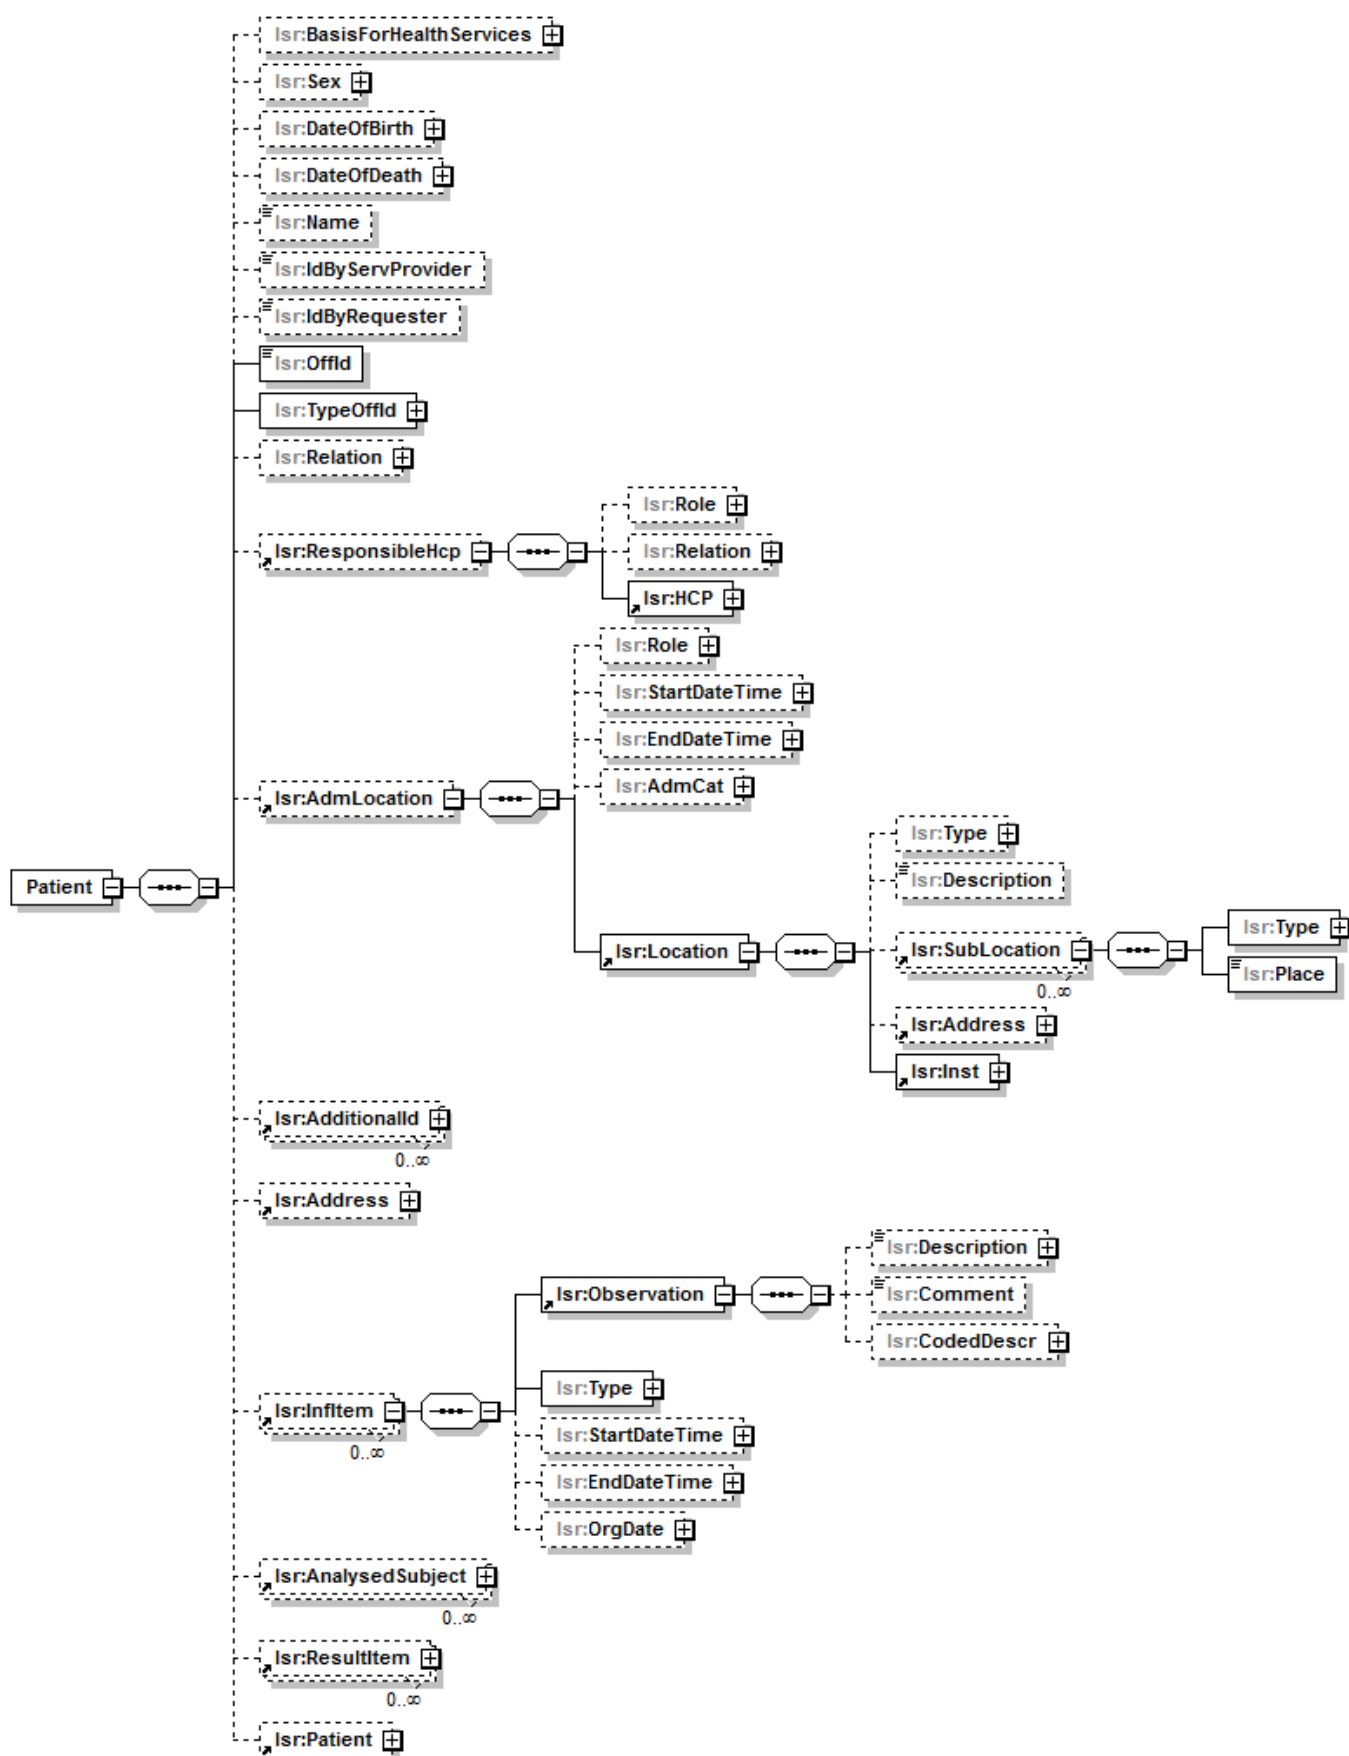 lsr:BasisForHealthServices
lsr:Sex
lsr:DateOfBirth
lsr:DateOfDeath
lsr:Name
lsr:IdByServProvider
lsr:IdByRequester
lsr:OffId
lsr:TypeOffId
lsr:Relation
lsr:Role
lsr:ResponsibleHcp
lsr:Relation
lsr:HCP
lsr:Role
lsr:StartDateTime
lsr:EndDateTime
lsr:AdmCat
lsr:AdmLocation
lsr:Type
Patient
lsr:Description
lsr:Type
lsr:Location
lsr:SubLocation
lsr:Place
0..∞
lsr:Address
lsr:Inst
lsr:AdditionalId
0..∞
lsr:Address
lsr:Description
lsr:Observation
lsr:Comment
lsr:CodedDescr
lsr:Type
lsr:InfItem
lsr:StartDateTime
0..∞
lsr:EndDateTime
lsr:OrgDate
lsr:AnalysedSubject
0..∞
lsr:ResultItem
0..∞
lsr:Patient